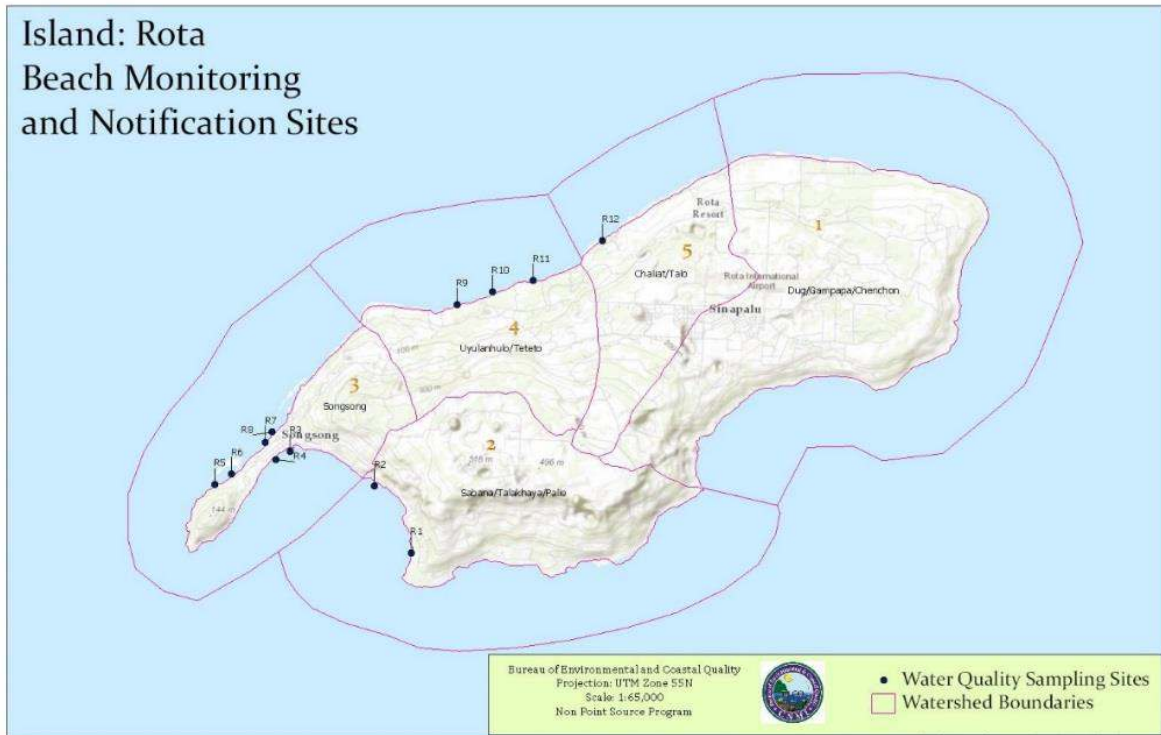 Island: Rota
Beach Monitoring
and Notification Sites
R12
Rota
Resort
1
5
R11
R10
R9
Chaliat/Talo
Rota International
Airport
Dug/Gampapa/Chenchon
Sinapalu
4
Uyulanhulo/Teteto
3
Songsong
R7
R8
R3
Songsong
R4
R6
R5
R2
2
496 m
Sabana/Talakhaya/Palie
144 m
R1
Bureau of Environmental and Coastal Quality
Projection: UTM Zone 55N
Scale: 1:65,000
Non Point Source Program
Water Quality Sampling Sites
Watershed Boundaries